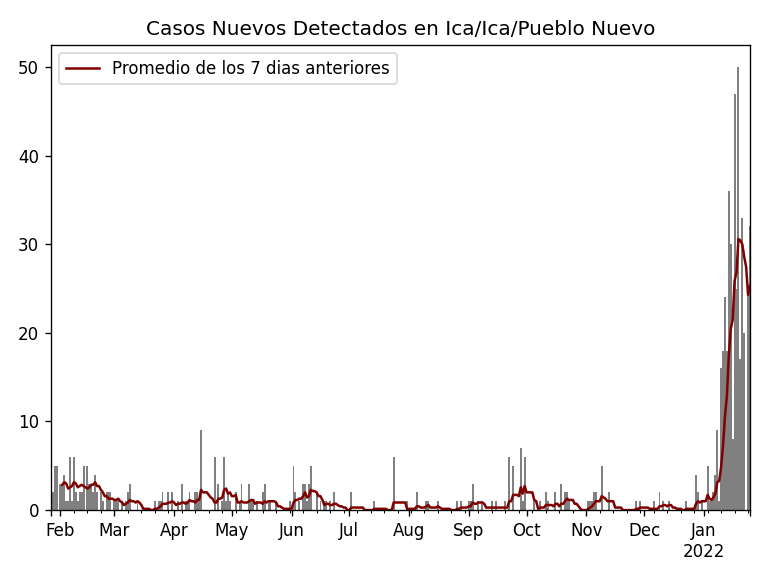 Casos Nuevos Detectados en Ica/Ica/Pueblo Nuevo
Promedio de los 7 dias anteriores
50
40
30
20
10
0
Feb Mar Apr May Jun Jul Aug Sep Oct Nov Dec Jan
2022